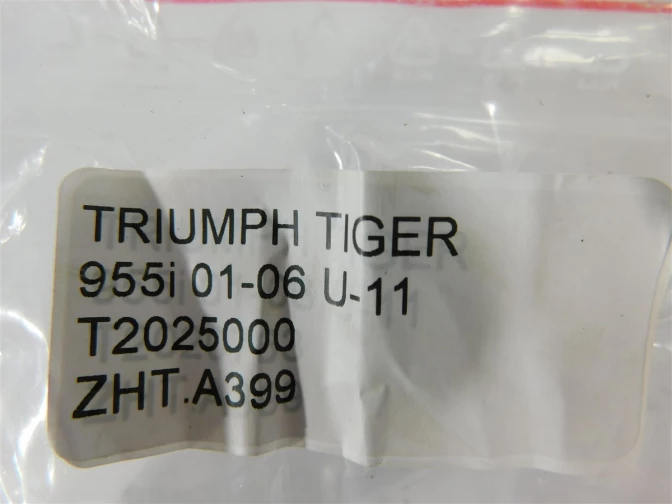 TRIUMPH TIGER
955i 01-06 U-11
T2025000
ZHT.A399